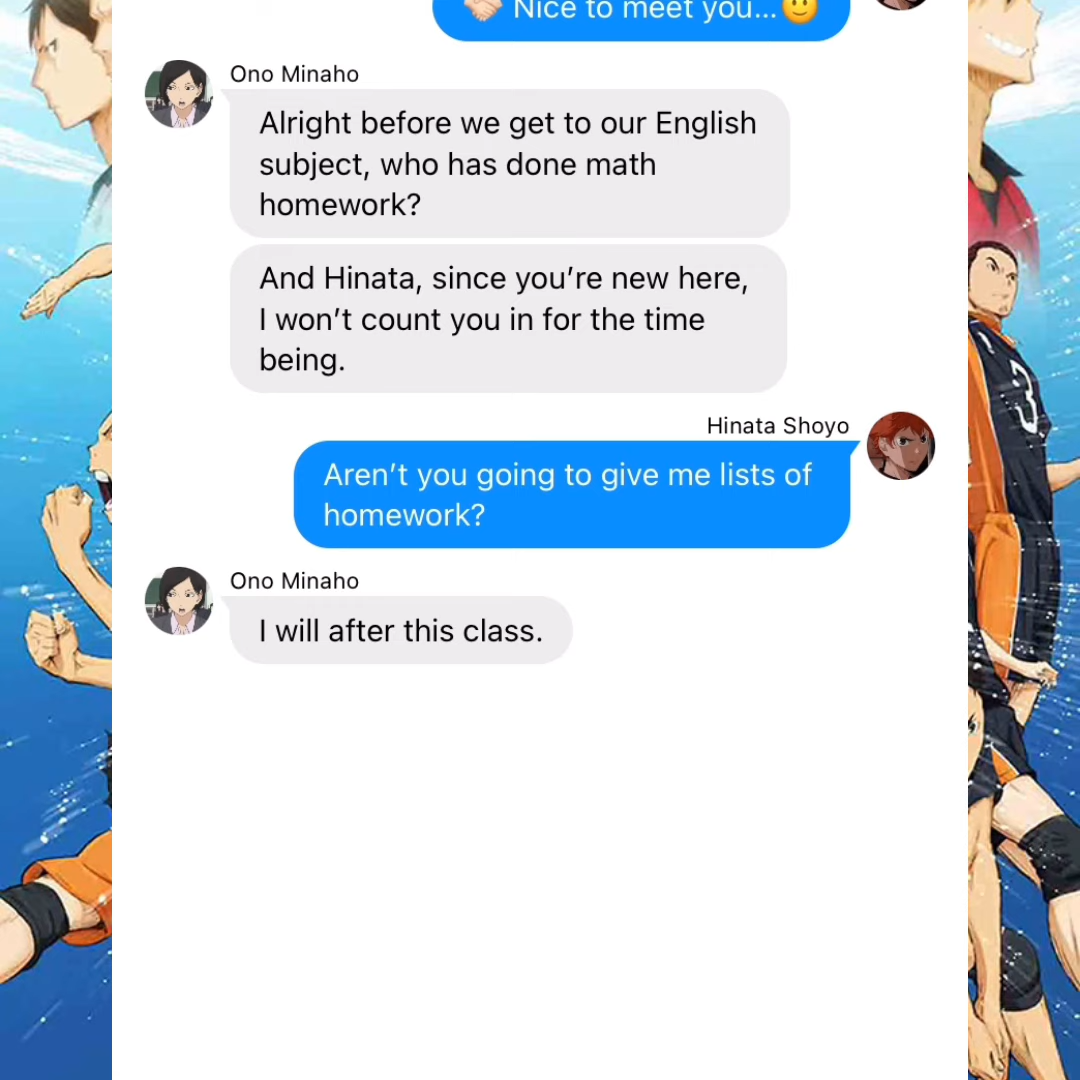 🤝🏻 Nice to meet you...🙂
Ono Minaho
Alright before we get to our English
subject, who has done math
homework?
And Hinata, since you’re new here,
I won’t count you in for the time
being.
Hinata Shoyo
Aren’t you going to give me lists of
homework?
Ono Minaho
I will after this class.
3